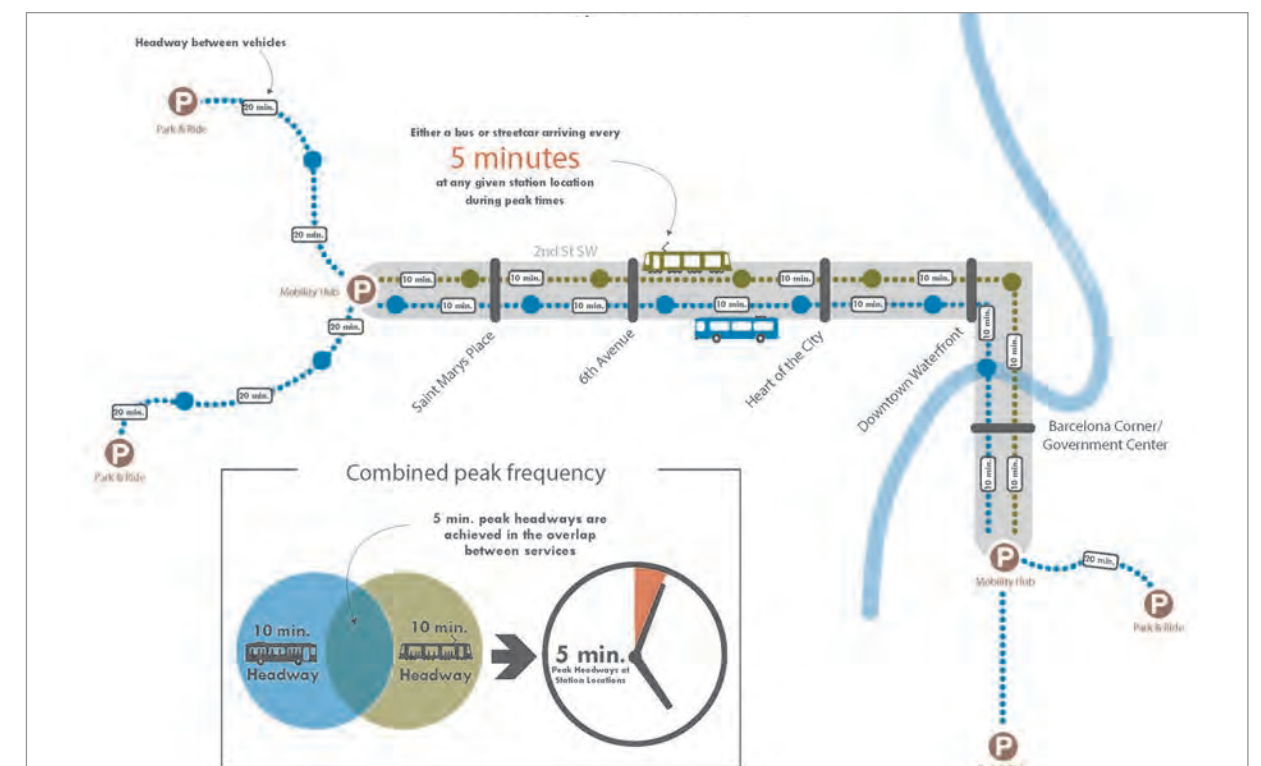 Headway between vehicles
P
20 min.
Park & Ride
Either a bus or streetcar arriving every
5 minutes
at any given station location
during peak times
20 min.
2nd St SW
Mobility Hub
P
10 min.
10 min.
10 min.
10 min.
10 min.
10 min.
10 min.
10 min.
10 min.
20 min.
10 min.
10 min.
Saint Marys Place
6th Avenue
Heart of the City
Downtown Waterfront
20 min.
20 min.
P
Park & Ride
Barcelona Corner/
Government Center
10 min.
10 min.
Combined peak frequency
5 min. peak headways are
achieved in the overlap
between services
P
Mobility Hub
20 min.
P
Park & Ride
10 min.
Headway
10 min.
Headway
5 min.
Peak Headways at
Station Locations
P